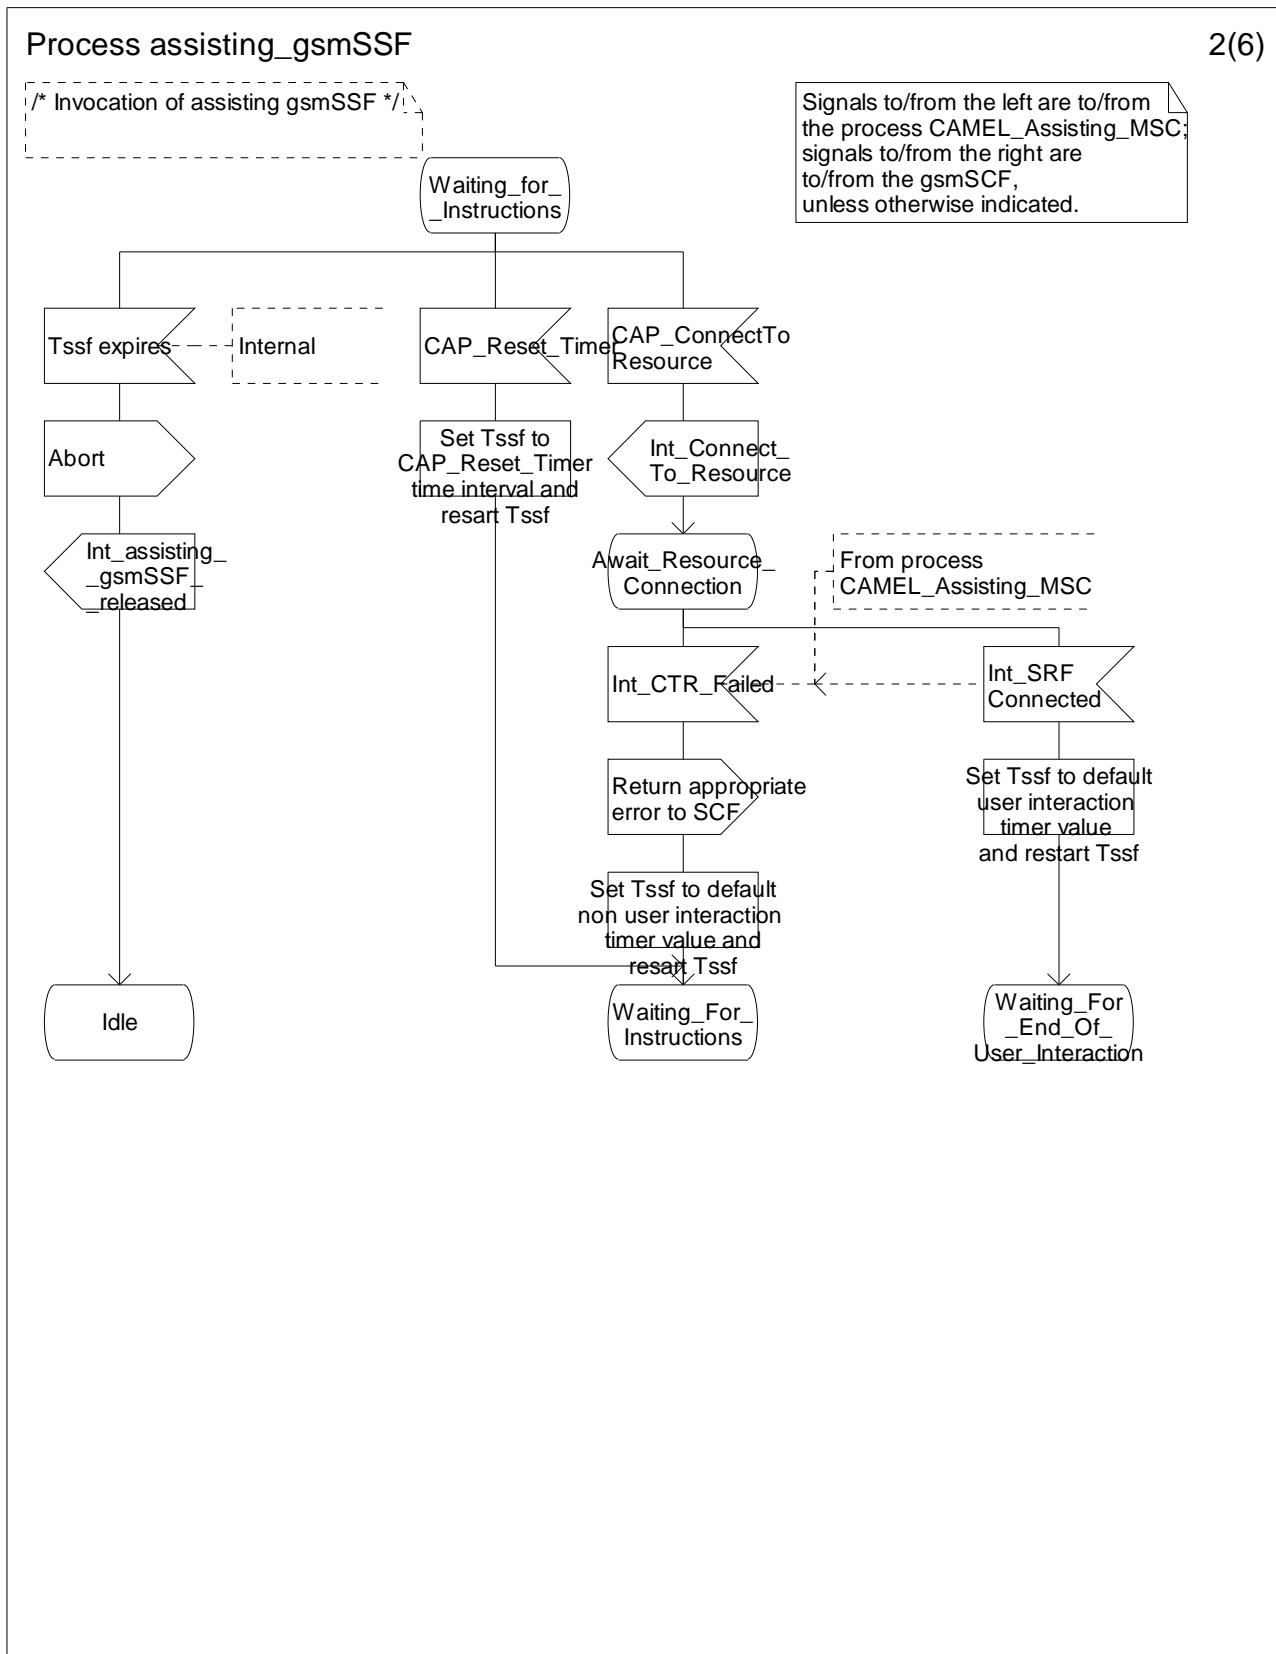 Process assisting_gsmSSF
2(6)
/* Invocation of assisting gsmSSF */
Signals to/from the left are to/from
the process CAMEL_Assisting_MSC;
signals to/from the right are
to/from the gsmSCF,
unless otherwise indicated.
Waiting_for_
_Instructions
Tssf expires
Internal
CAP_Reset_Timer
CAP_ConnectTo
Resource
Abort
Set Tssf to
CAP_Reset_Timer
time interval and
resart Tssf
Int_Connect_
To_Resource
Int_assisting_
_gsmSSF_
_released
Await_Resource_
Connection
From process
CAMEL_Assisting_MSC
Int_CTR_Failed
Int_SRF
Connected
Return appropriate
error to SCF
Set Tssf to default
user interaction
timer value
and restart Tssf
Set Tssf to default
non user interaction
timer value and
resart Tssf
Idle
Waiting_For_
Instructions
Waiting_For
_End_Of_
User_Interaction